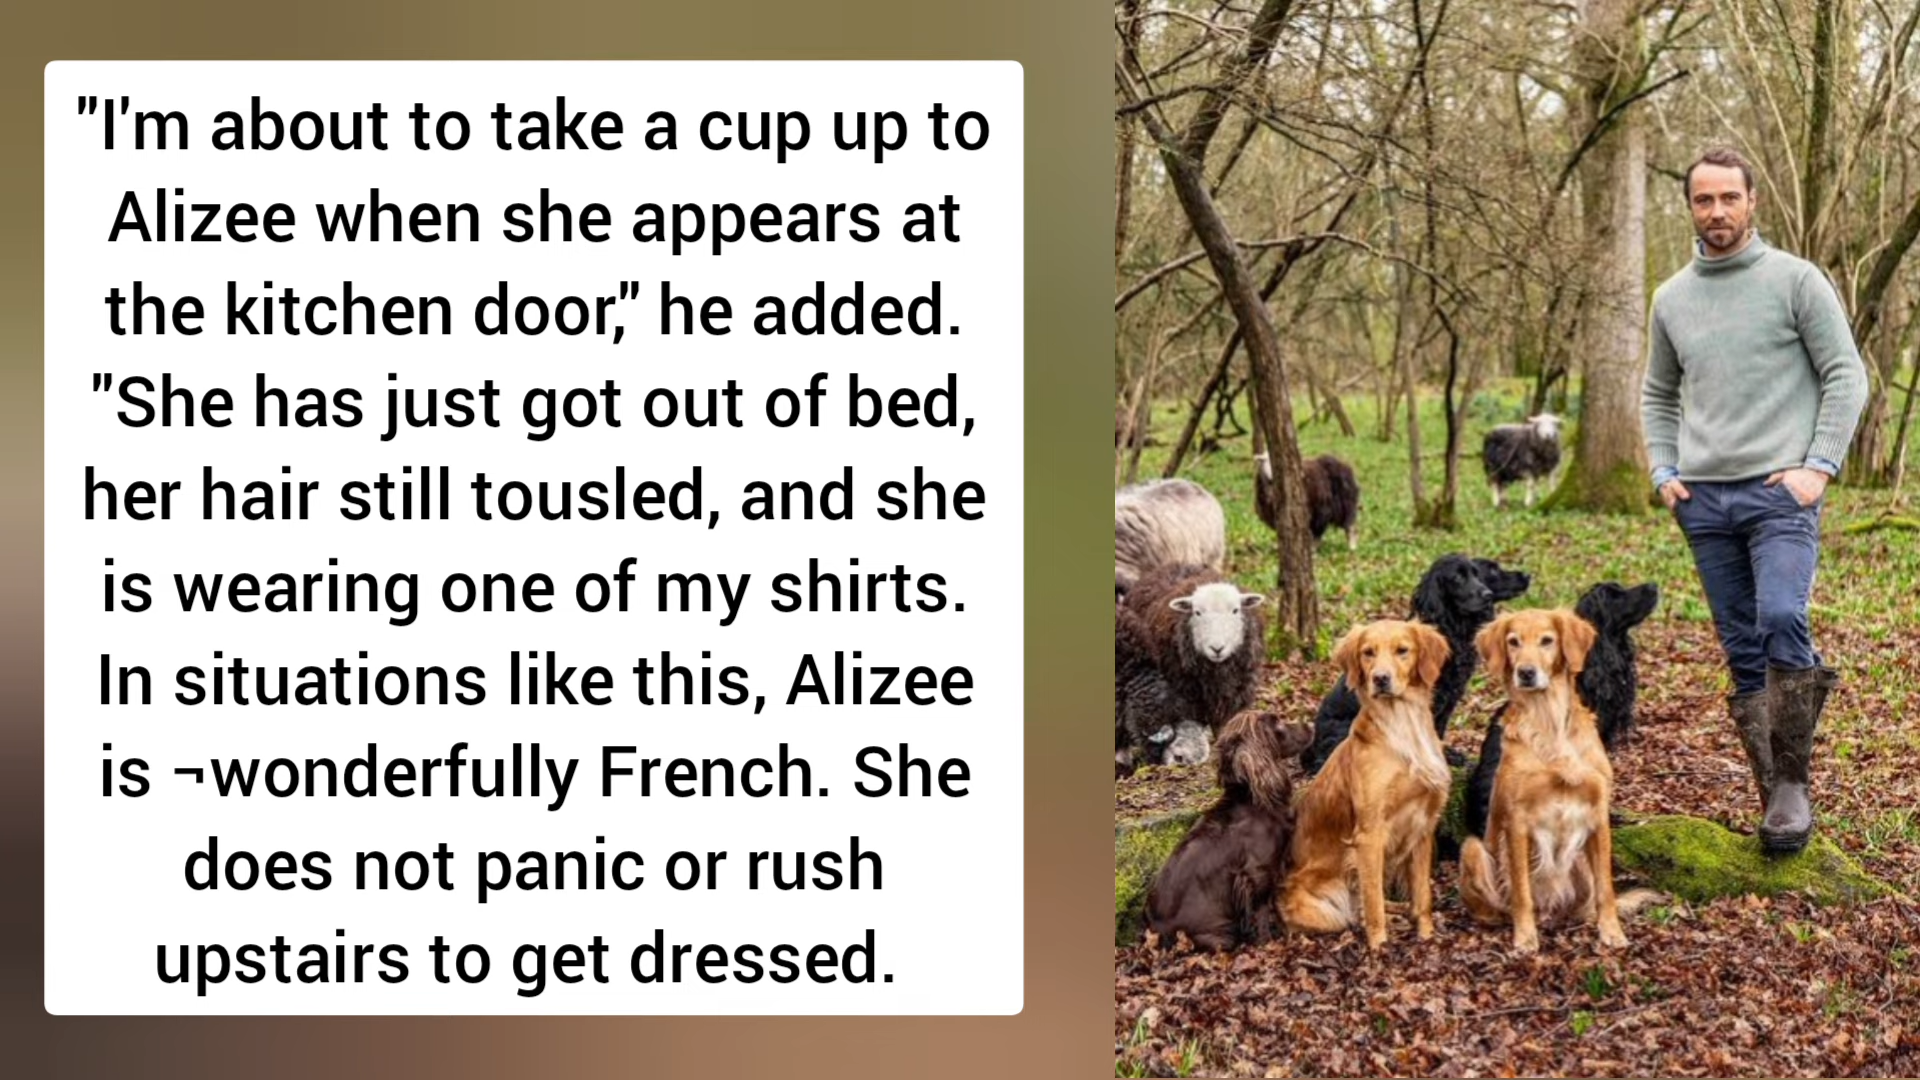 "I'm about to take a cup up to
Alizee when she appears at
the kitchen door," he added.
"She has just got out of bed,
her hair still tousled, and she
is wearing one of my shirts.
In situations like this, Alizee
is ¬wonderfully French. She
does not panic or rush
upstairs to get dressed.